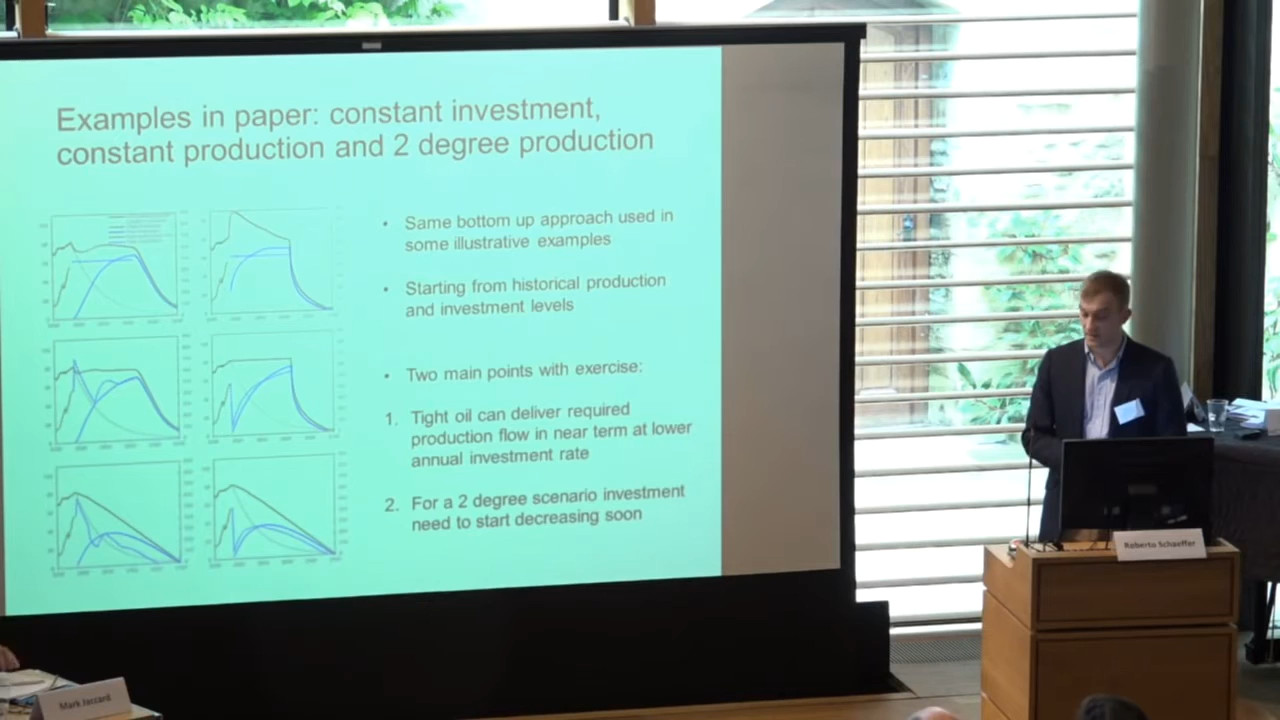 Examples in paper: constant investment,
constant production and 2 degree production
• Same bottom up approach used in
some illustrative examples
• Starting from historical production
and investment levels
• Two main points with exercise:
1. Tight oil can deliver required
production flow in near term at lower
annual investment rate
2. For a 2 degree scenario investment
need to start decreasing soon
Roberto Schaeffer
Mark Jaccard